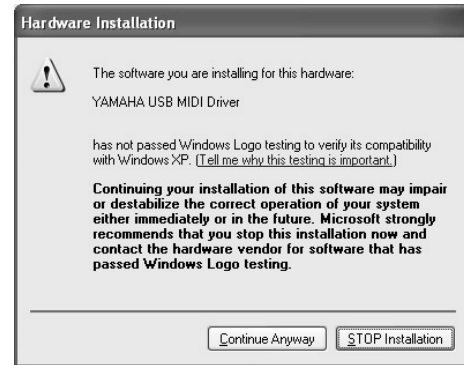 Hardware Installation
The software you are installing for this hardware:
YAMAHA USB MIDI Driver
has not passed Windows Logo testing to verify its compatibility
with Windows XP. (Tell me why this testing is important.)
Continuing your installation of this software may impair
or destabilize the correct operation of your system
either immediately or in the future. Microsoft strongly
recommends that you stop this installation now and
contact the hardware vendor for software that has
passed Windows Logo testing.
Continue Anyway
STOP Installation